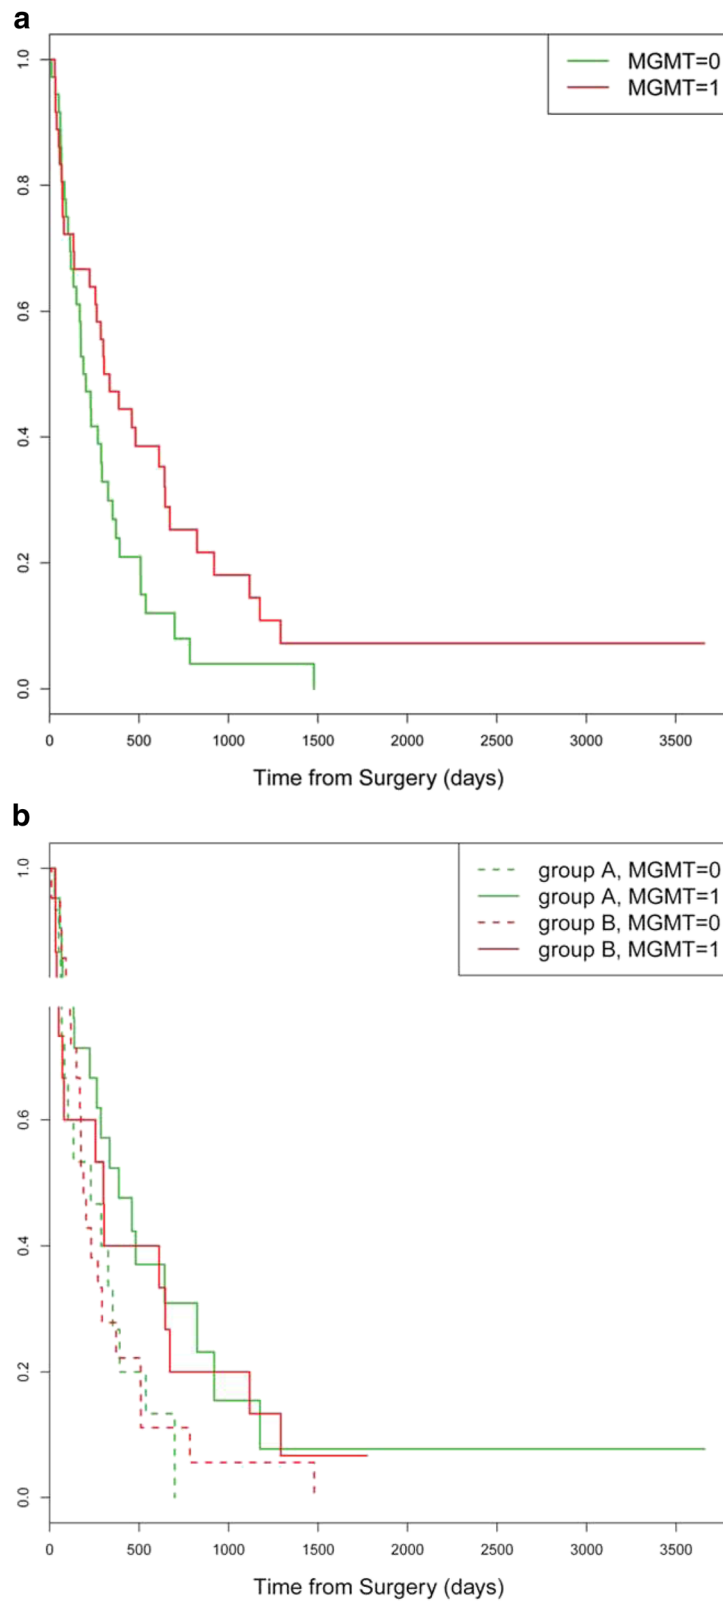 a
MGMT=0
MGMT=1
1.0
0.8
0.6
0.4
0.2
0.0
0 500 1000 1500 2000 2500 3000 3500
Time from Surgery (days)
b
group A, MGMT=0
group A, MGMT=1
group B, MGMT=0
group B, MGMT=1
1.0
0.6
0.4
0.2
0.0
0 500 1000 1500 2000 2500 3000 3500
Time from Surgery (days)